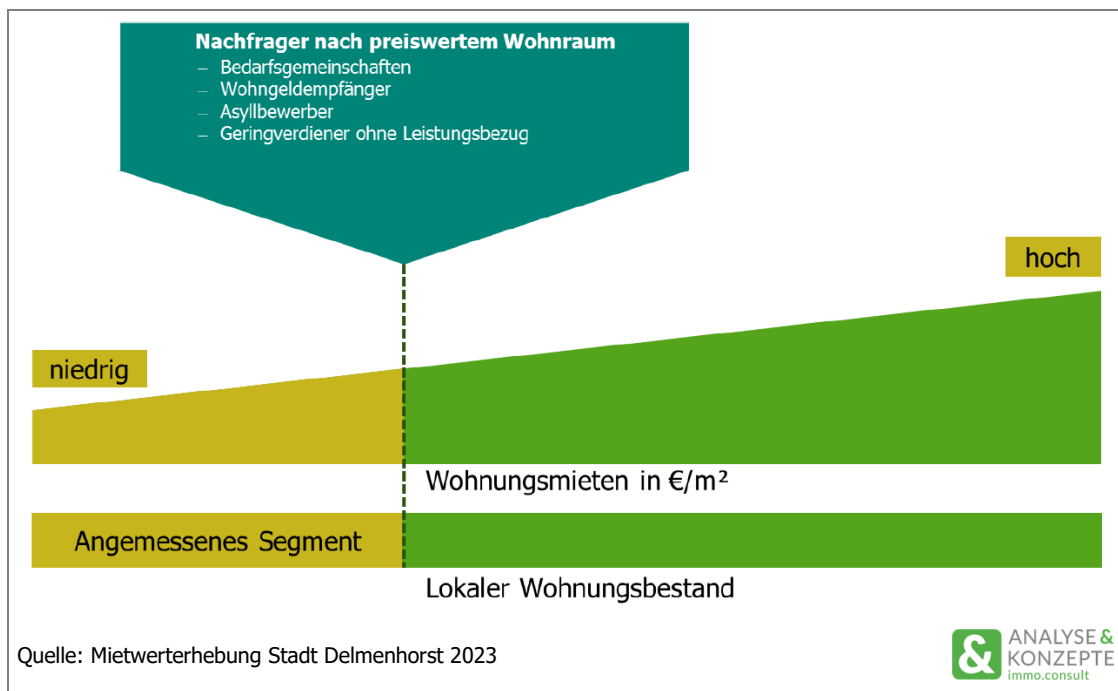 Nachfrager nach preiswertem Wohnraum
– Bedarfsgemeinschaften
– Wohngeldempfänger
– Asyllbewerber
– Geringverdiener ohne Leistungsbezug
hoch
niedrig
Wohnungsmieten in €/m²
Angemessenes Segment
Lokaler Wohnungsbestand
Quelle: Mietwerterhebung Stadt Delmenhorst 2023
& ANALYSE &
KONZEPTE
immo.consult